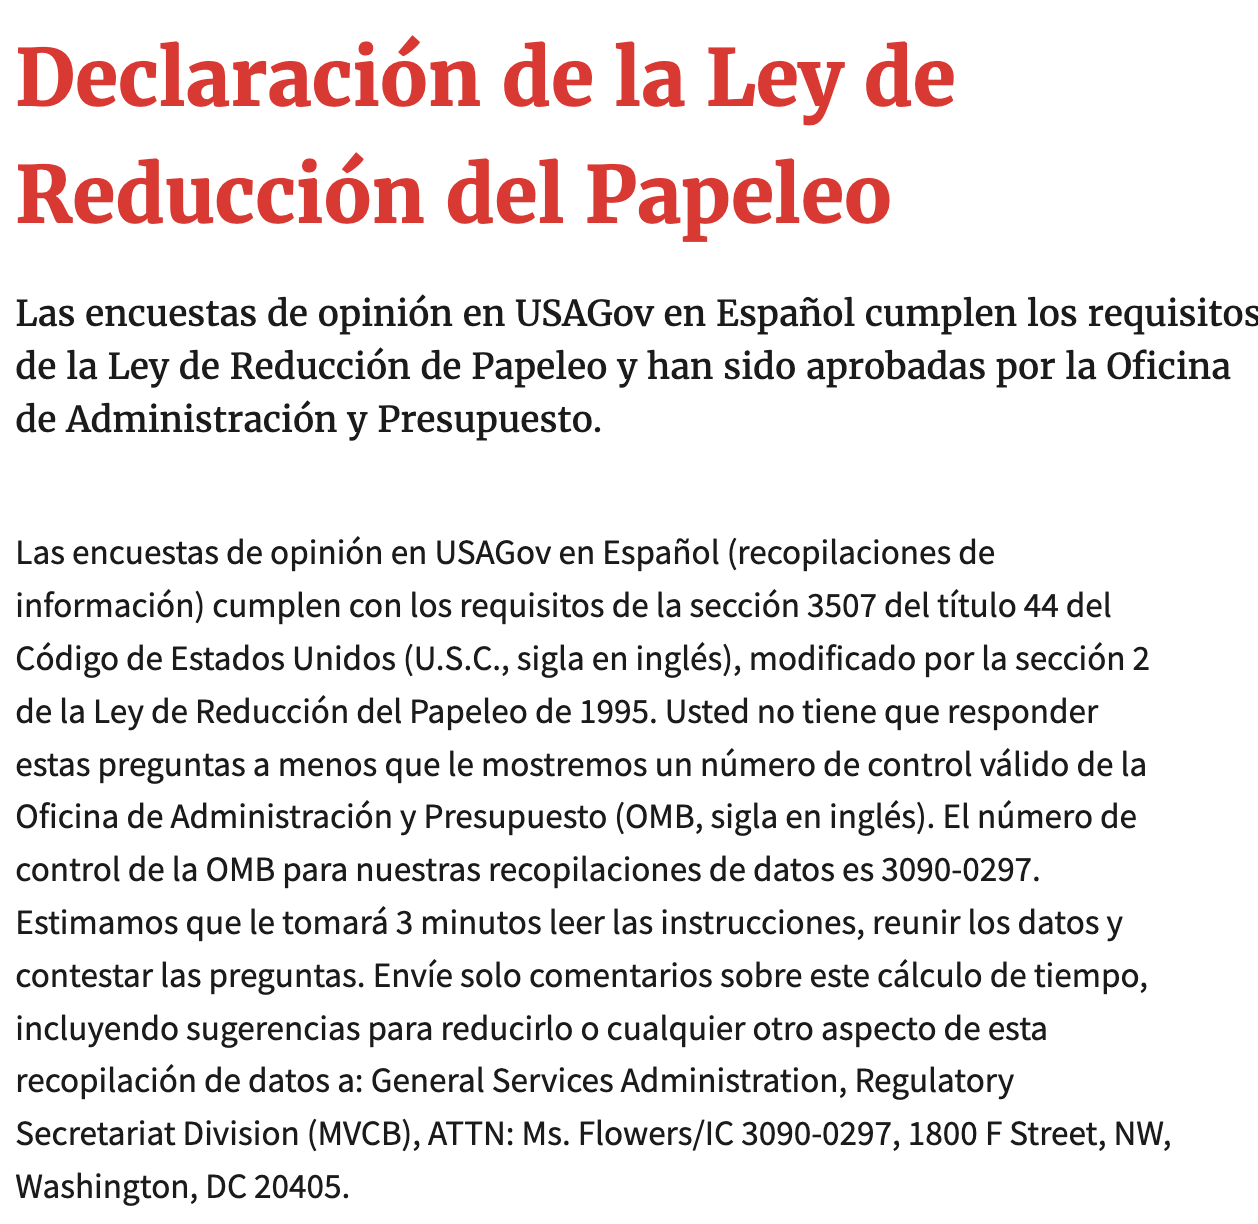 Declaración de la Ley de
Reducción del Papeleo
Las encuestas de opinión en USAGov en Español cumplen los requisitos
de la Ley de Reducción de Papeleo y han sido aprobadas por la Oficina
de Administración y Presupuesto.
Las encuestas de opinión en USAGov en Español (recopilaciones de
información) cumplen con los requisitos de la sección 3507 del título 44 del
Código de Estados Unidos (U.S.C., sigla en inglés), modificado por la sección 2
de la Ley de Reducción del Papeleo de 1995. Usted no tiene que responder
estas preguntas a menos que le mostremos un número de control válido de la
Oficina de Administración y Presupuesto (OMB, sigla en inglés). El número de
control de la OMB para nuestras recopilaciones de datos es 3090-0297.
Estimamos que le tomará 3 minutos leer las instrucciones, reunir los datos y
contestar las preguntas. Envíe solo comentarios sobre este cálculo de tiempo,
incluyendo sugerencias para reducirlo o cualquier otro aspecto de esta
recopilación de datos a: General Services Administration, Regulatory
Secretariat Division (MVCB), ATTN: Ms. Flowers/IC 3090-0297, 1800 F Street, NW,
Washington, DC 20405.